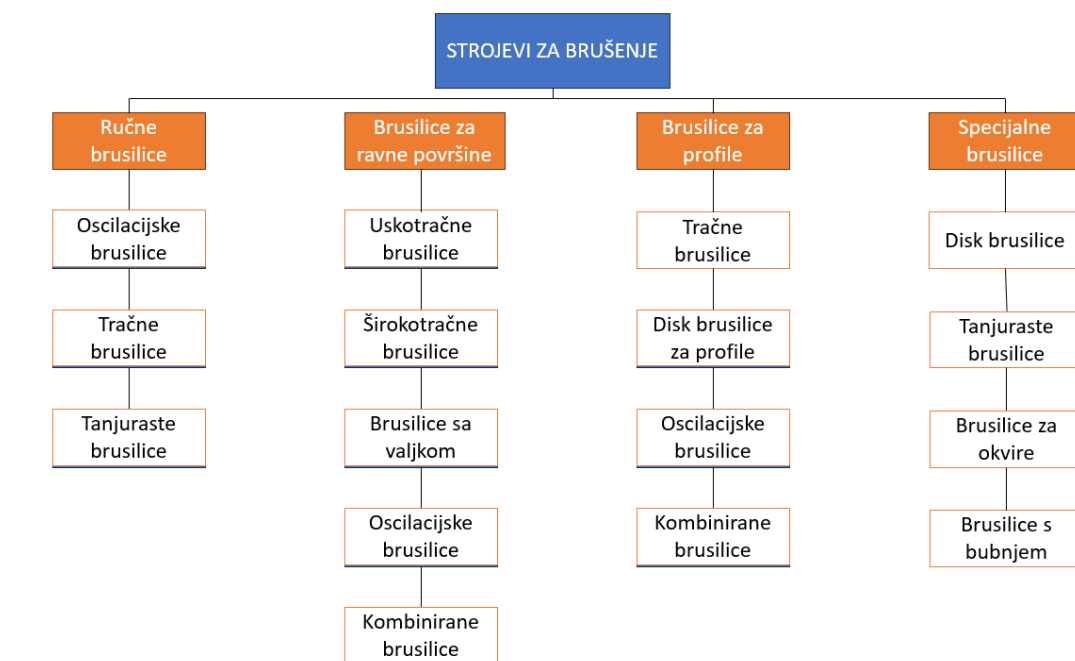 STROJEVI ZA BRUŠENJE
Ručne
brusilice
Oscilacijske
brusilice
Tračne
brusilice
Tanjuraste
brusilice
Brusilice za
ravne površine
Uskotračne
brusilice
Širokotračne
brusilice
Brusilice sa
valjkom
Oscilacijske
brusilice
Kombinirane
brusilice
Brusilice za
profile
Tračne
brusilice
Disk brusilice
za profile
Oscilacijske
brusilice
Kombinirane
brusilice
Specijalne
brusilice
Disk brusilice
Tanjuraste
brusilice
Brusilice za
okvire
Brusilice s
bubnjem